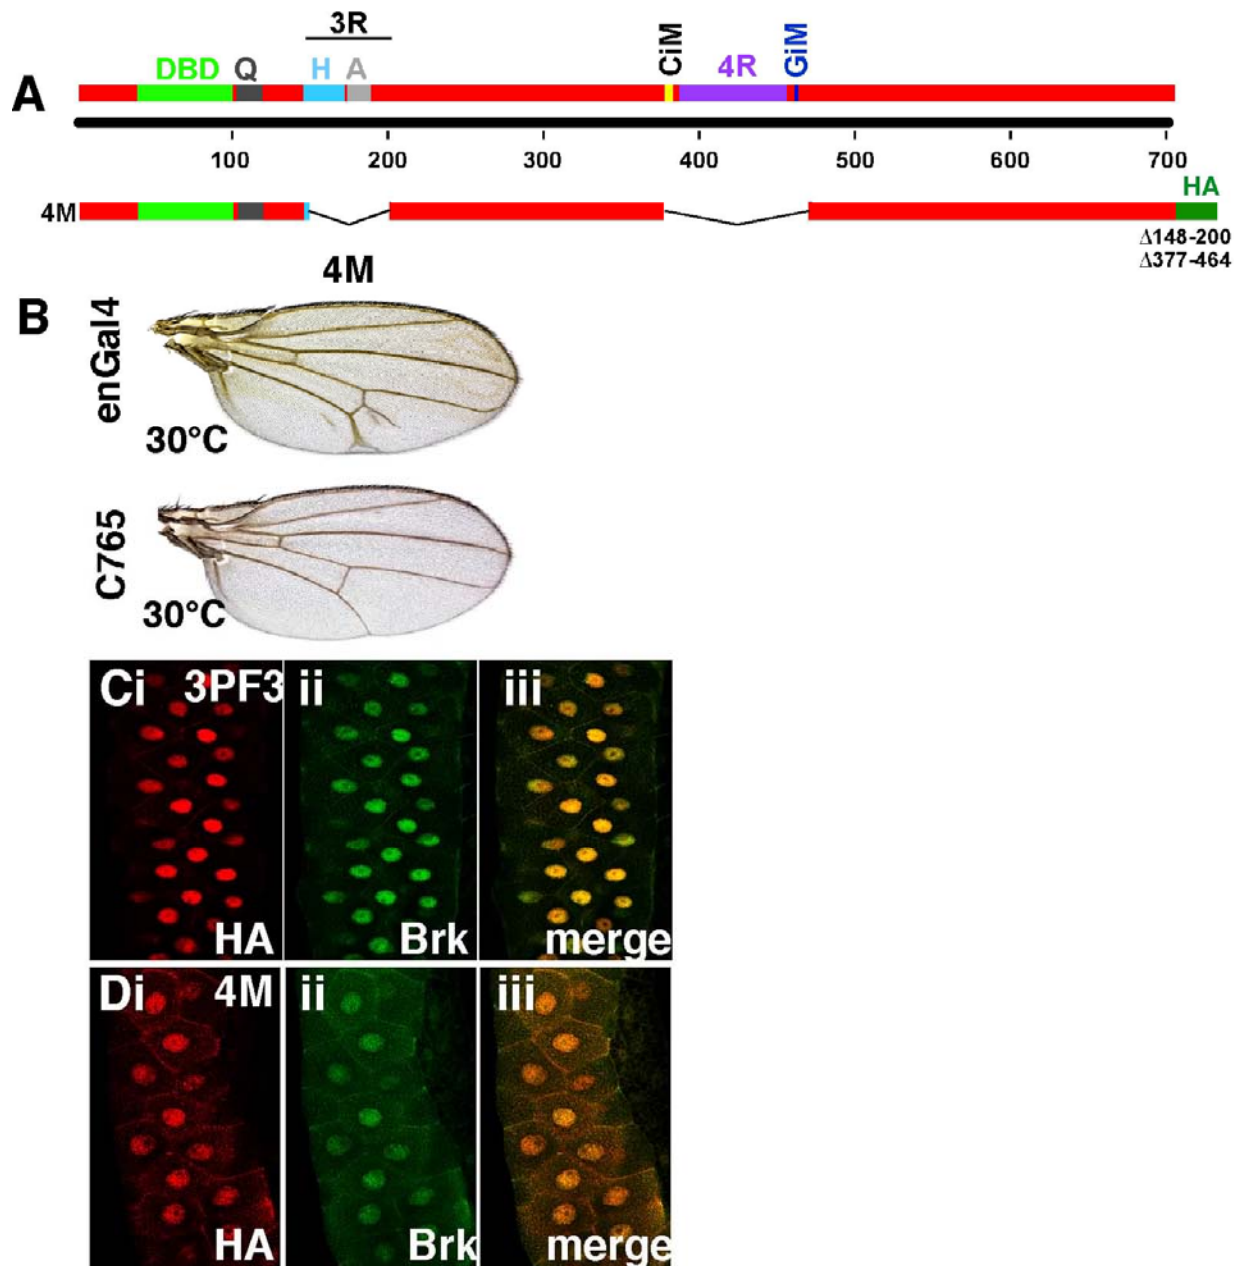 3R
DBD Q H A CiM 4R GiM
A
100 200 300 400 500 600 700
HA
4M
Δ148-200
Δ377-464
4M
B
enGal4
30°C
C765
30°C
Ci 3PF3 ii iii
HA Brk merge
Di 4M ii iii
HA Brk merge